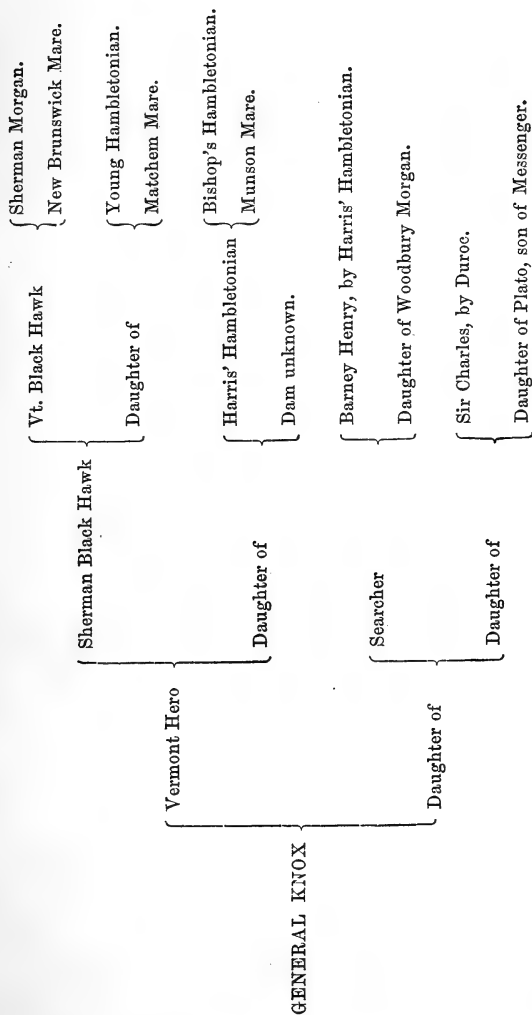 GENERAL KNOX
Vermont Hero
Daughter of
Sherman Black Hawk
Daughter of
Searcher
Daughter of
Vt. Black Hawk
Daughter of
Harris' Hambletonian
Dam unknown.
Barney Henry, by Harris' Hambletonian.
Daughter of Woodbury Morgan.
Sir Charles, by Duroc.
Daughter of Plato, son of Messenger.
Sherman Morgan.
New Brunswick Mare.
Young Hambletonian.
Matchem Mare.
Bishop's Hambletonian.
Munson Mare.